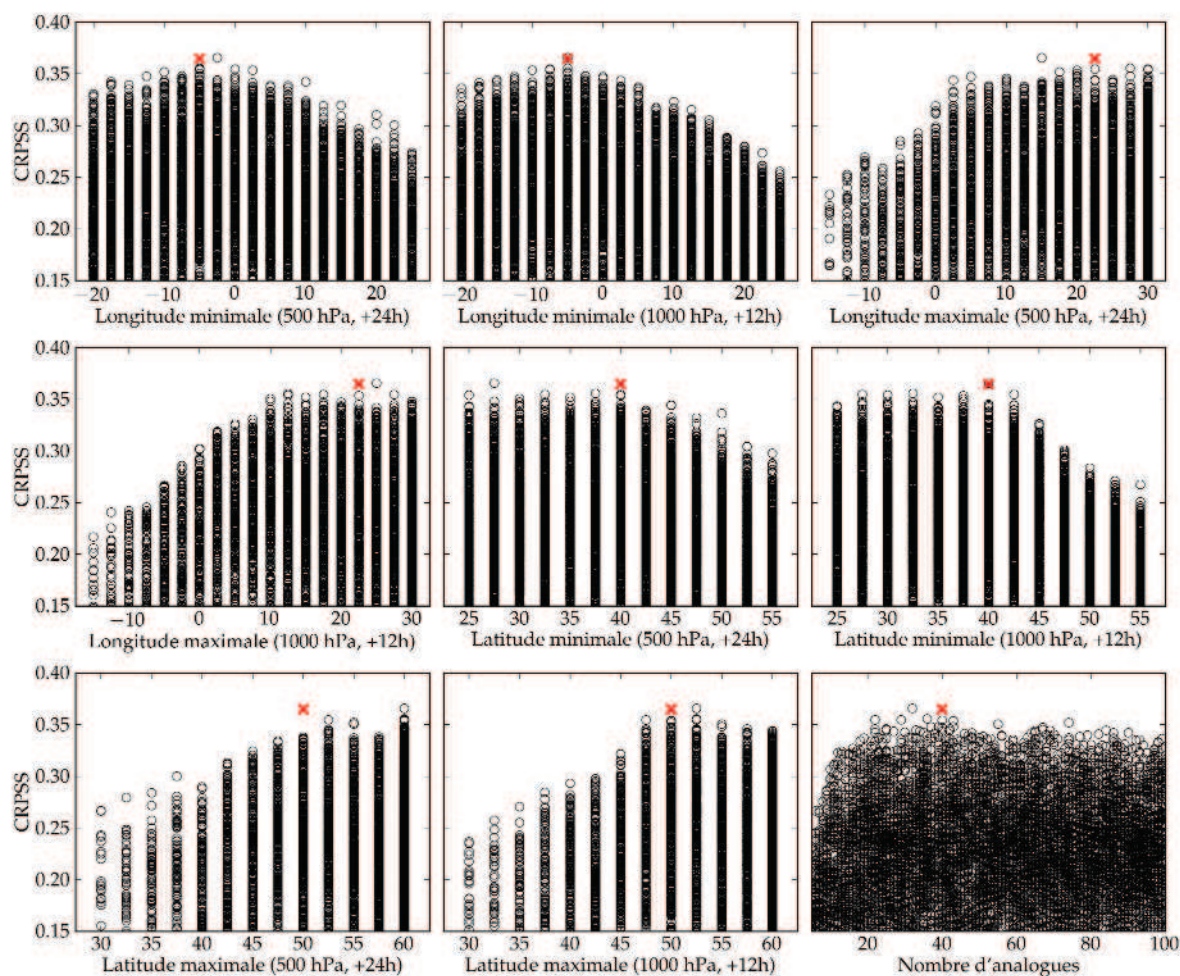 0.40
0.35
0.30
0.25
0.20
0.15
CRPSS
−20 −10 0 10 20
Longitude minimale (500 hPa, +24h)
−20 −10 0 10 20
Longitude minimale (1000 hPa, +12h)
−10 0 10 20 30
Longitude maximale (500 hPa, +24h)
0.40
0.35
0.30
0.25
0.20
0.15
CRPSS
−10 0 10 20 30
Longitude maximale (1000 hPa, +12h)
25 30 35 40 45 50 55
Latitude minimale (500 hPa, +24h)
25 30 35 40 45 50 55
Latitude minimale (1000 hPa, +12h)
0.40
0.35
0.30
0.25
0.20
0.15
CRPSS
30 35 40 45 50 55 60
Latitude maximale (500 hPa, +24h)
30 35 40 45 50 55 60
Latitude maximale (1000 hPa, +12h)
20 40 60 80 100
Nombre d'analogues